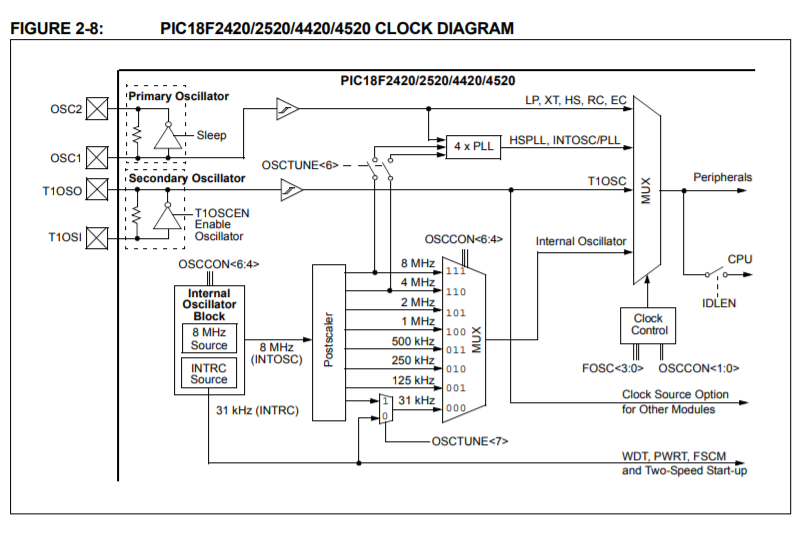 FIGURE 2-8: PIC18F2420/2520/4420/4520 CLOCK DIAGRAM
PIC18F2420/2520/4420/4520
Primary Oscillator
LP, XT, HS, RC, EC
OSC2
Sleep
4 x PLL
HSPLL, INTOSC/PLL
OSC1
OSCTUNE<6>
Secondary Oscillator
T1OSC
MUX
Peripherals
T1OSO
T1OSCEN
Enable
Oscillator
T1OSI
OSCCON<6:4>
Internal Oscillator
CPU
IDLEN
OSCCON<6:4>
Internal
Oscillator
Block
8 MHz
Source
INTRC
Source
8 MHz
(INTOSC)
31 kHz (INTRC)
Postscaler
8 MHz 111
4 MHz 110
2 MHz 101
1 MHz 100
500 kHz 011
250 kHz 010
125 kHz 001
1 31 kHz 000
0
MUX
OSCTUNE<7>
Clock
Control
FOSC<3:0> OSCCON<1:0>
Clock Source Option
for Other Modules
WDT, PWRT, FSCM
and Two-Speed Start-up